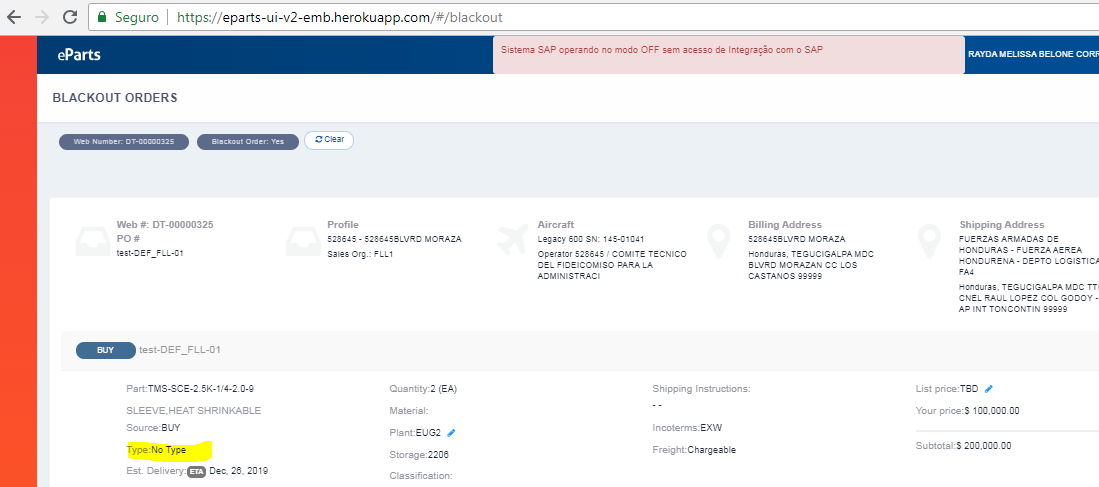 Seguro | https://eparts-ui-v2-emb.herokuapp.com/#/blackout
eParts
Sistema SAP operando no modo OFF sem acesso de Integração com o SAP
RAYDA MELISSA BELONE CORR
BLACKOUT ORDERS
Web Number: DT-00000325
Blackout Order: Yes
Clear
Web #: DT-00000325
PO #
test-DEF_FLL-01
Profile
528645 - 528645BLVRD MORAZA
Sales Org.: FLL1
Aircraft
Legacy 600 SN: 145-01041
Operator 528645 / COMITE TECNICO
DEL FIDEICOMISO PARA LA
ADMINISTRACI
Billing Address
528645BLVRD MORAZA
Honduras, TEGUCIGALPA MDC
BLVD MORAZAN CC LOS
CASTANOS 99999
Shipping Address
FUERZAS ARMADAS DE
HONDURAS - FUERZA AEREA
HONDURENA - DEPTO LOGISTICA
FA4
Honduras, TEGUCIGALPA MDC TTI
CNEL RAUL LOPEZ COL GODOY -
AP INT TONCONTIN 99999
BUY test-DEF_FLL-01
Part:TMS-SCE-2.5K-1/4-2.0-9
SLEEVE,HEAT SHRINKABLE
Source:BUY
Type:No Type
Est. Delivery: ETA Dec, 26, 2019
Quantity:2 (EA)
Material:
Plant:EUG2
Storage:2206
Classification:
Shipping Instructions:
- -
Incoterms:EXW
Freight:Chargeable
List price:TBD
Your price:$ 100,000.00
Subtotal:$ 200,000.00